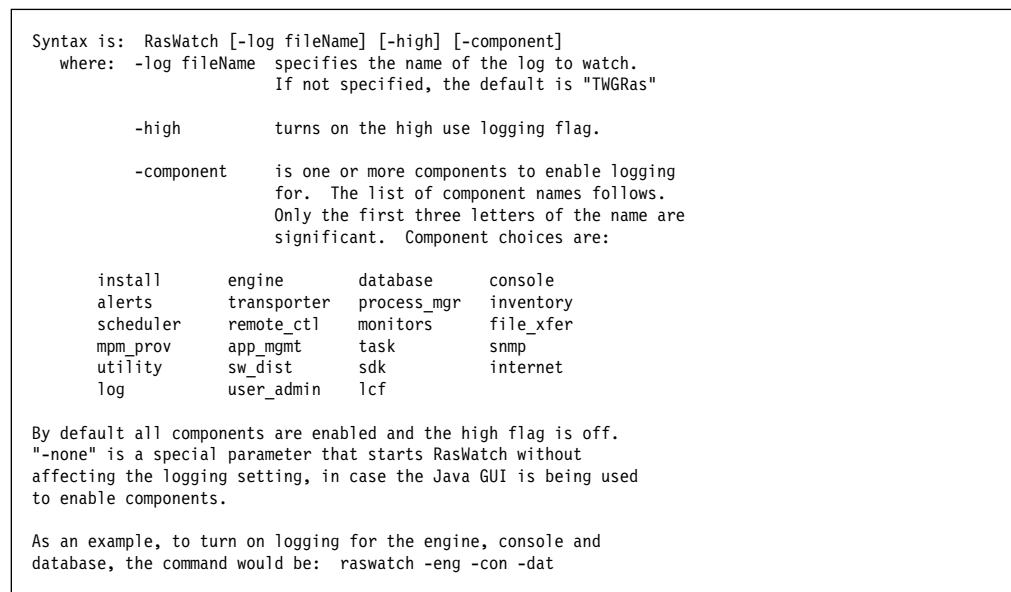 Syntax is:  RasWatch [-log fileName] [-high] [-component]
   where:  -log fileName  specifies the name of the log to watch.
                          If not specified, the default is "TWGRas"
           -high          turns on the high use logging flag.
           -component     is one or more components to enable logging
                          for.  The list of component names follows.
                          Only the first three letters of the name are
                          significant.  Component choices are:
       install       engine        database      console
       alerts        transporter   process_mgr   inventory
       scheduler     remote_ctl    monitors      file_xfer
       mpm_prov      app_mgmt      task          snmp
       utility       sw_dist       sdk           internet
       log           user_admin    lcf
By default all components are enabled and the high flag is off.
"-none" is a special parameter that starts RasWatch without
affecting the logging setting, in case the Java GUI is being used
to enable components.
As an example, to turn on logging for the engine, console and
database, the command would be:  raswatch -eng -con -dat